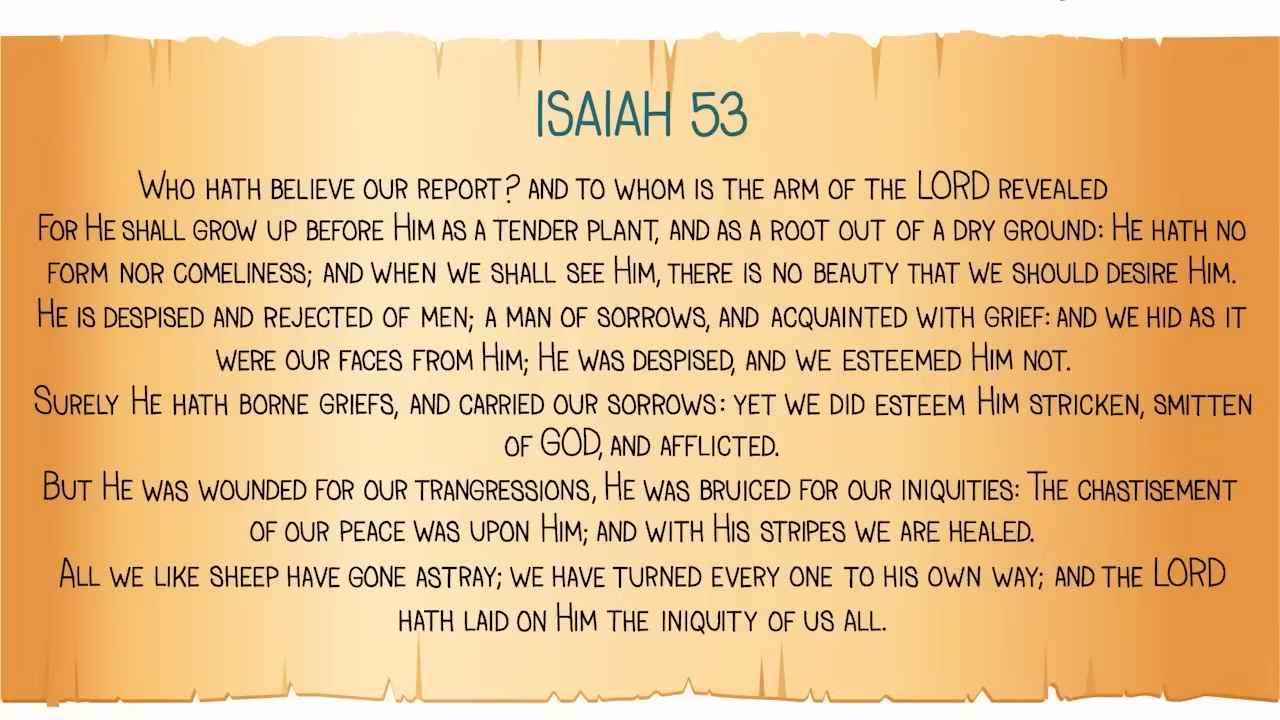 ISAIAH 53
WHO HATH BELIEVE OUR REPORT? AND TO WHOM IS THE ARM OF THE LORD REVEALED
FOR HE SHALL GROW UP BEFORE HIM AS A TENDER PLANT, AND AS A ROOT OUT OF A DRY GROUND: HE HATH NO
FORM NOR COMELINESS; AND WHEN WE SHALL SEE HIM, THERE IS NO BEAUTY THAT WE SHOULD DESIRE HIM.
HE IS DESPISED AND REJECTED OF MEN; A MAN OF SORROWS, AND ACQUAINTED WITH GRIEF: AND WE HID AS IT
WERE OUR FACES FROM HIM; HE WAS DESPISED, AND WE ESTEEMED HIM NOT.
SURELY HE HATH BORNE GRIEFS, AND CARRIED OUR SORROWS: YET WE DID ESTEEM HIM STRICKEN, SMITTEN
OF GOD, AND AFFLICTED.
BUT HE WAS WOUNDED FOR OUR TRANGRESSIONS, HE WAS BRUICED FOR OUR INIQUITIES: THE CHASTISEMENT
OF OUR PEACE WAS UPON HIM; AND WITH HIS STRIPES WE ARE HEALED.
ALL WE LIKE SHEEP HAVE GONE ASTRAY; WE HAVE TURNED EVERY ONE TO HIS OWN WAY; AND THE LORD
HATH LAID ON HIM THE INIQUITY OF US ALL.